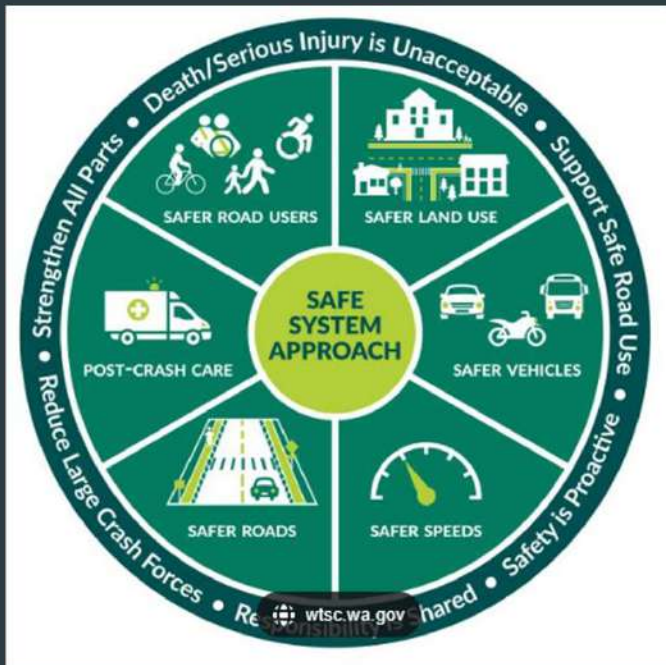 Death/Serious Injury is Unacceptable •
Support Safe Road Use •
Safety is Proactive •
Responsibility is Shared •
Reduce Large Crash Forces •
Strengthen All Parts •
SAFER ROAD USERS
SAFER LAND USE
POST-CRASH CARE
SAFE
SYSTEM
APPROACH
SAFER VEHICLES
SAFER ROADS
SAFER SPEEDS
wtsc.wa.gov